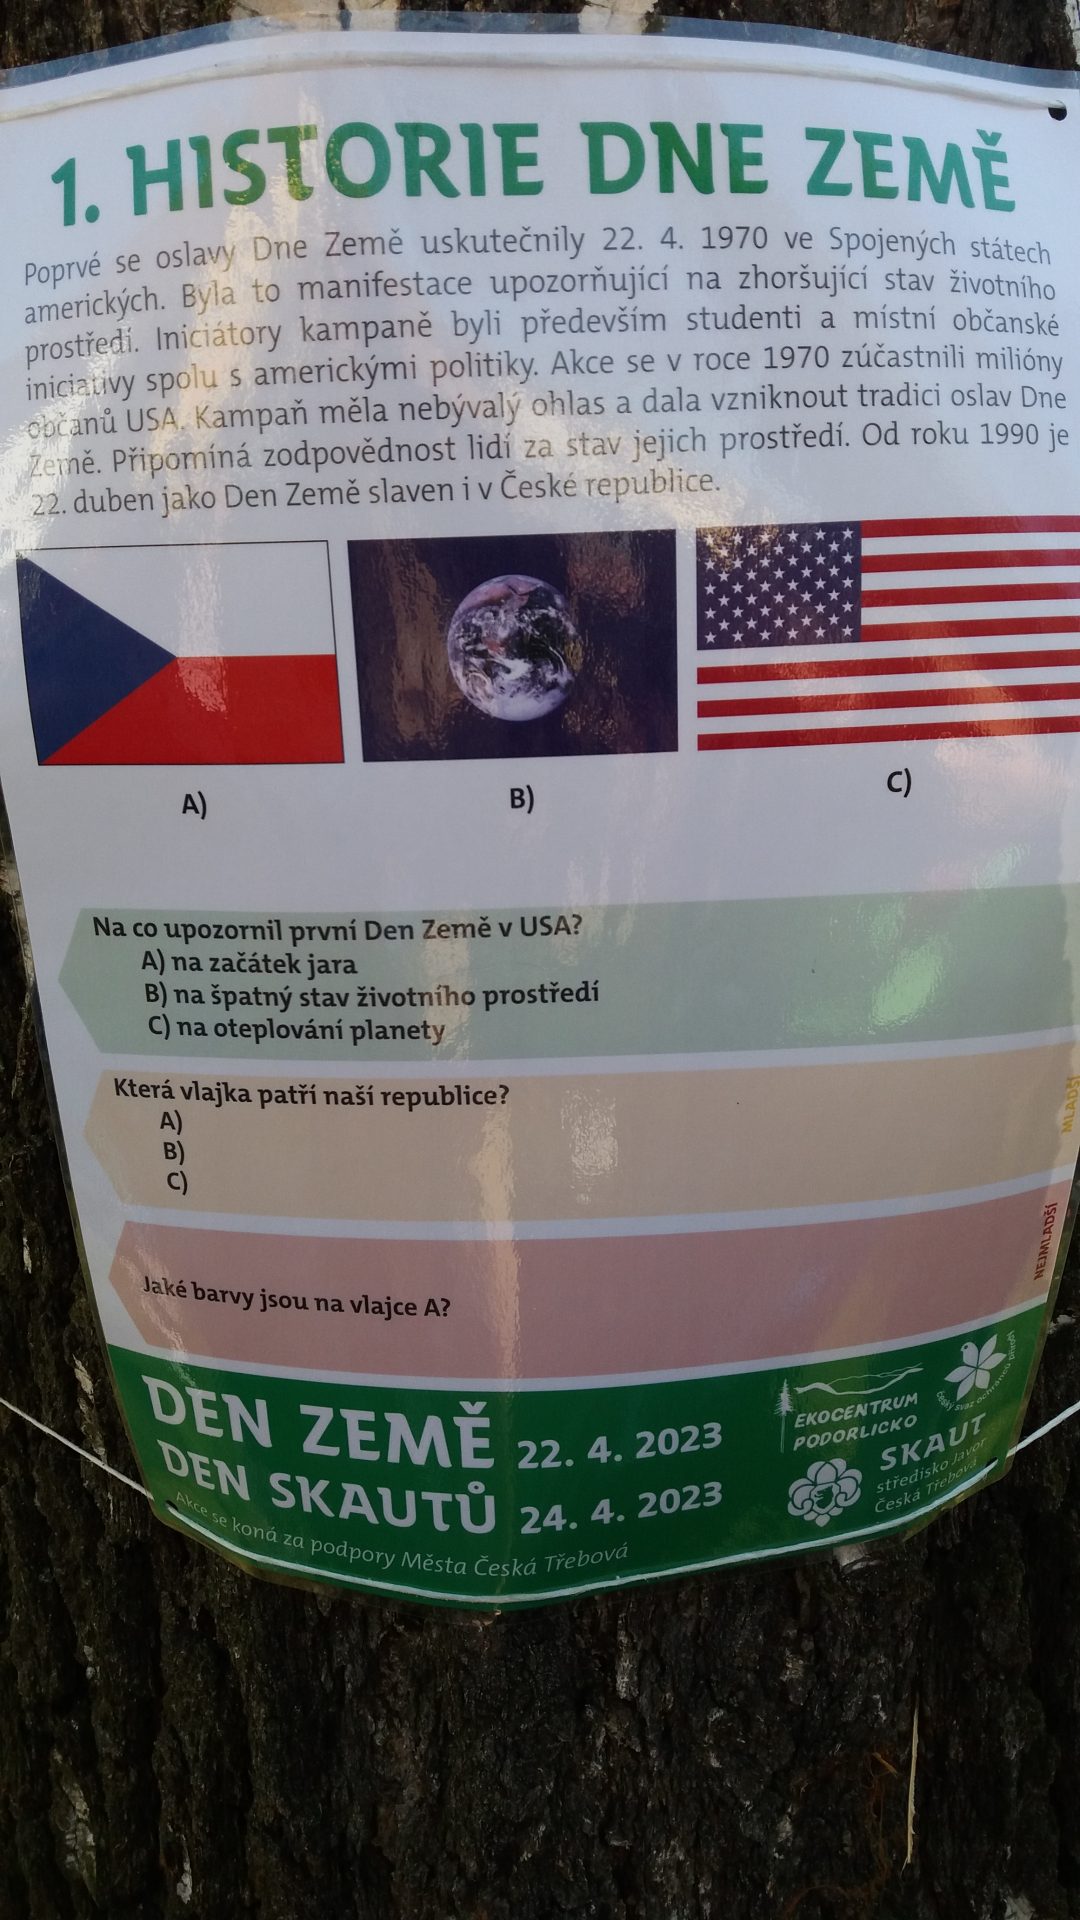 1. HISTORIE DNE ZEMĚ
Poprvé se oslavy Dne Země uskutečnily 22. 4. 1970 ve Spojených státech
amerických. Byla to manifestace upozorňující na zhoršující stav životního
prostředí. Iniciátory kampaně byli především studenti a místní občanské
iniciativy spolu s americkými politiky. Akce se v roce 1970 zúčastnili milióny
občanů USA. Kampaň měla nebývalý ohlas a dala vzniknout tradici oslav Dne
Země. Připomíná zodpovědnost lidí za stav jejich prostředí. Od roku 1990 je
22. duben jako Den Země slaven i v České republice.
A)
B)
C)
Na co upozornil první Den Země v USA?
A) na začátek jara
B) na špatný stav životního prostředí
C) na oteplování planety
Která vlajka patří naší republice?
A)
B)
C)
MLADŠÍ
Jaké barvy jsou na vlajce A?
NEJMLADŠÍ
DEN ZEMĚ 22. 4. 2023
DEN SKAUTŮ 24. 4. 2023
Akce se koná za podpory Města Česká Třebová
EKOCENTRUM
PODORLICKO
český svaz ochránců přírody
SKAUT
středisko Javor
Česká Třebová